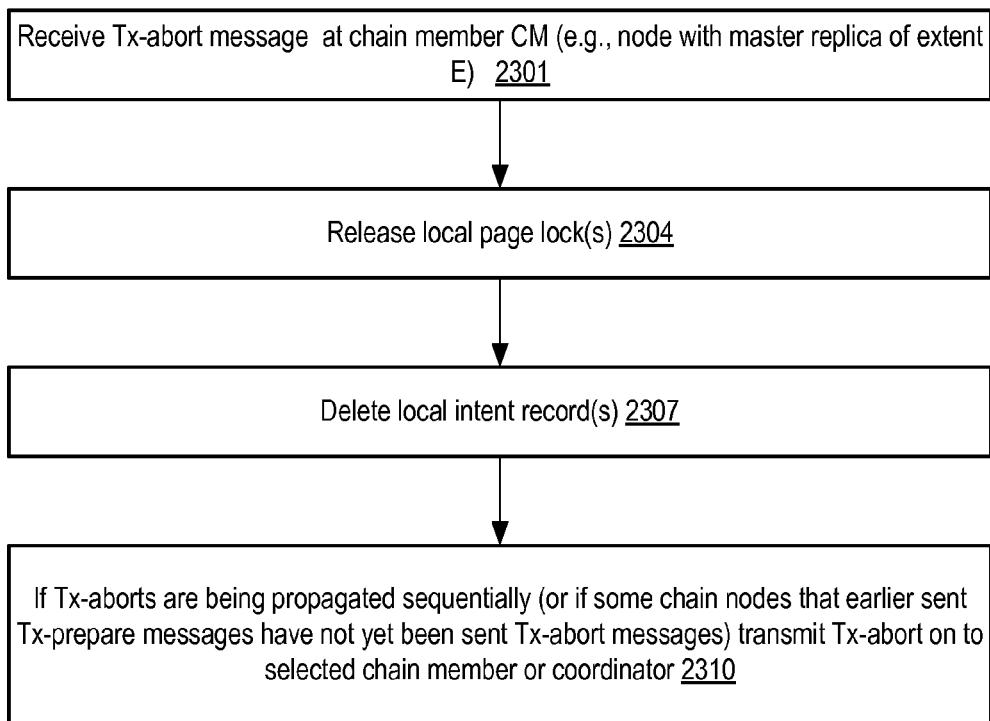 Receive Tx-abort message at chain member CM (e.g., node with master replica of extent
E) 2301
Release local page lock(s) 2304
Delete local intent record(s) 2307
If Tx-aborts are being propagated sequentially (or if some chain nodes that earlier sent
Tx-prepare messages have not yet been sent Tx-abort messages) transmit Tx-abort on to
selected chain member or coordinator 2310